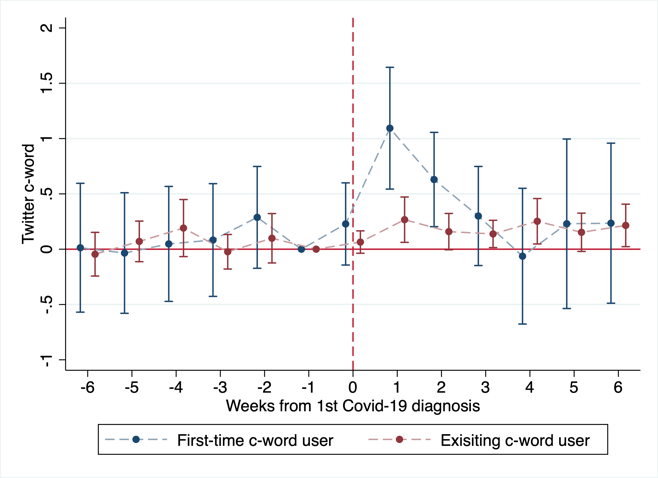 Twitter c-word
2
1.5
1
.5
0
-.5
-1
-6 -5 -4 -3 -2 -1 0 1 2 3 4 5 6
Weeks from 1st Covid-19 diagnosis
First-time c-word user Exisiting c-word user